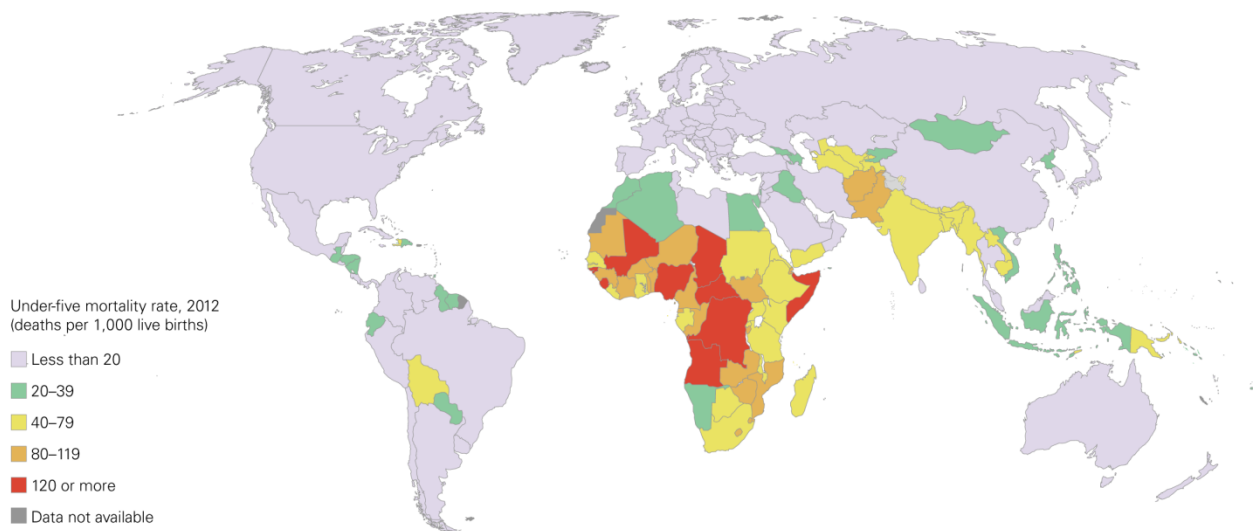 Under-five mortality rate, 2012
(deaths per 1,000 live births)
Less than 20
20–39
40–79
80–119
120 or more
Data not available